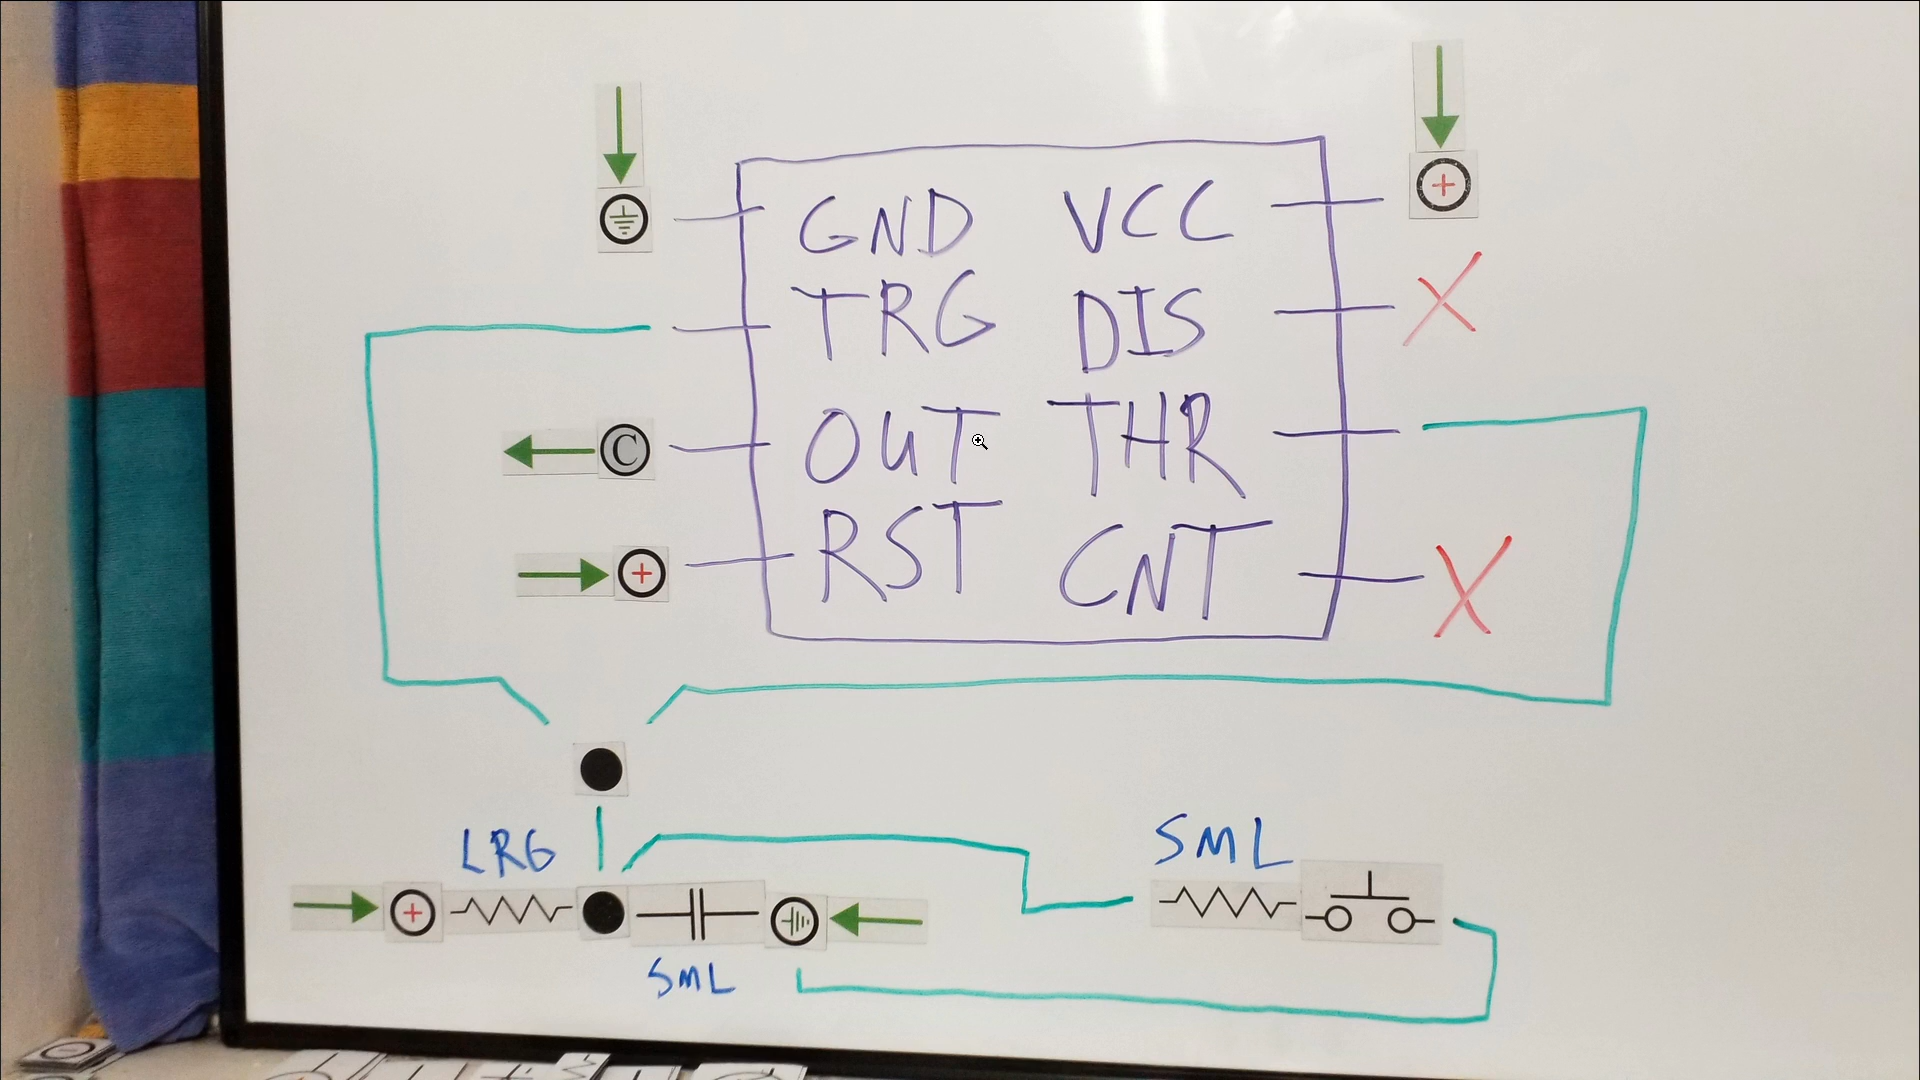 GND VCC
TRG DIS
C OUT THR
RST CNT
LRG
SML
SML